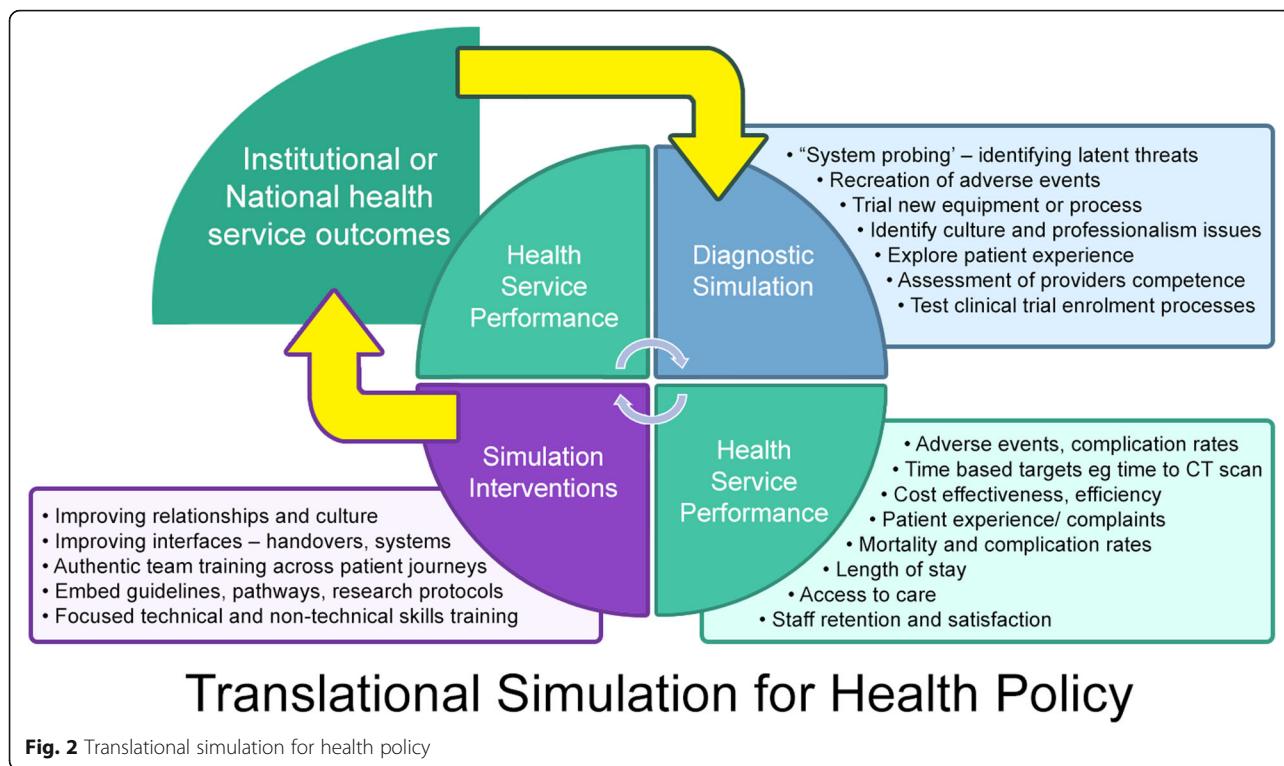 Institutional or
National health
service outcomes
Health
Service
Performance
Diagnostic
Simulation
• “System probing’ – identifying latent threats
• Recreation of adverse events
• Trial new equipment or process
• Identify culture and professionalism issues
• Explore patient experience
• Assessment of providers competence
• Test clinical trial enrolment processes
Simulation
Interventions
Health
Service
Performance
• Adverse events, complication rates
• Time based targets eg time to CT scan
• Cost effectiveness, efficiency
• Patient experience/ complaints
• Mortality and complication rates
• Length of stay
• Access to care
• Staff retention and satisfaction
• Improving relationships and culture
• Improving interfaces – handovers, systems
• Authentic team training across patient journeys
• Embed guidelines, pathways, research protocols
• Focused technical and non-technical skills training
Translational Simulation for Health Policy
Fig. 2 Translational simulation for health policy